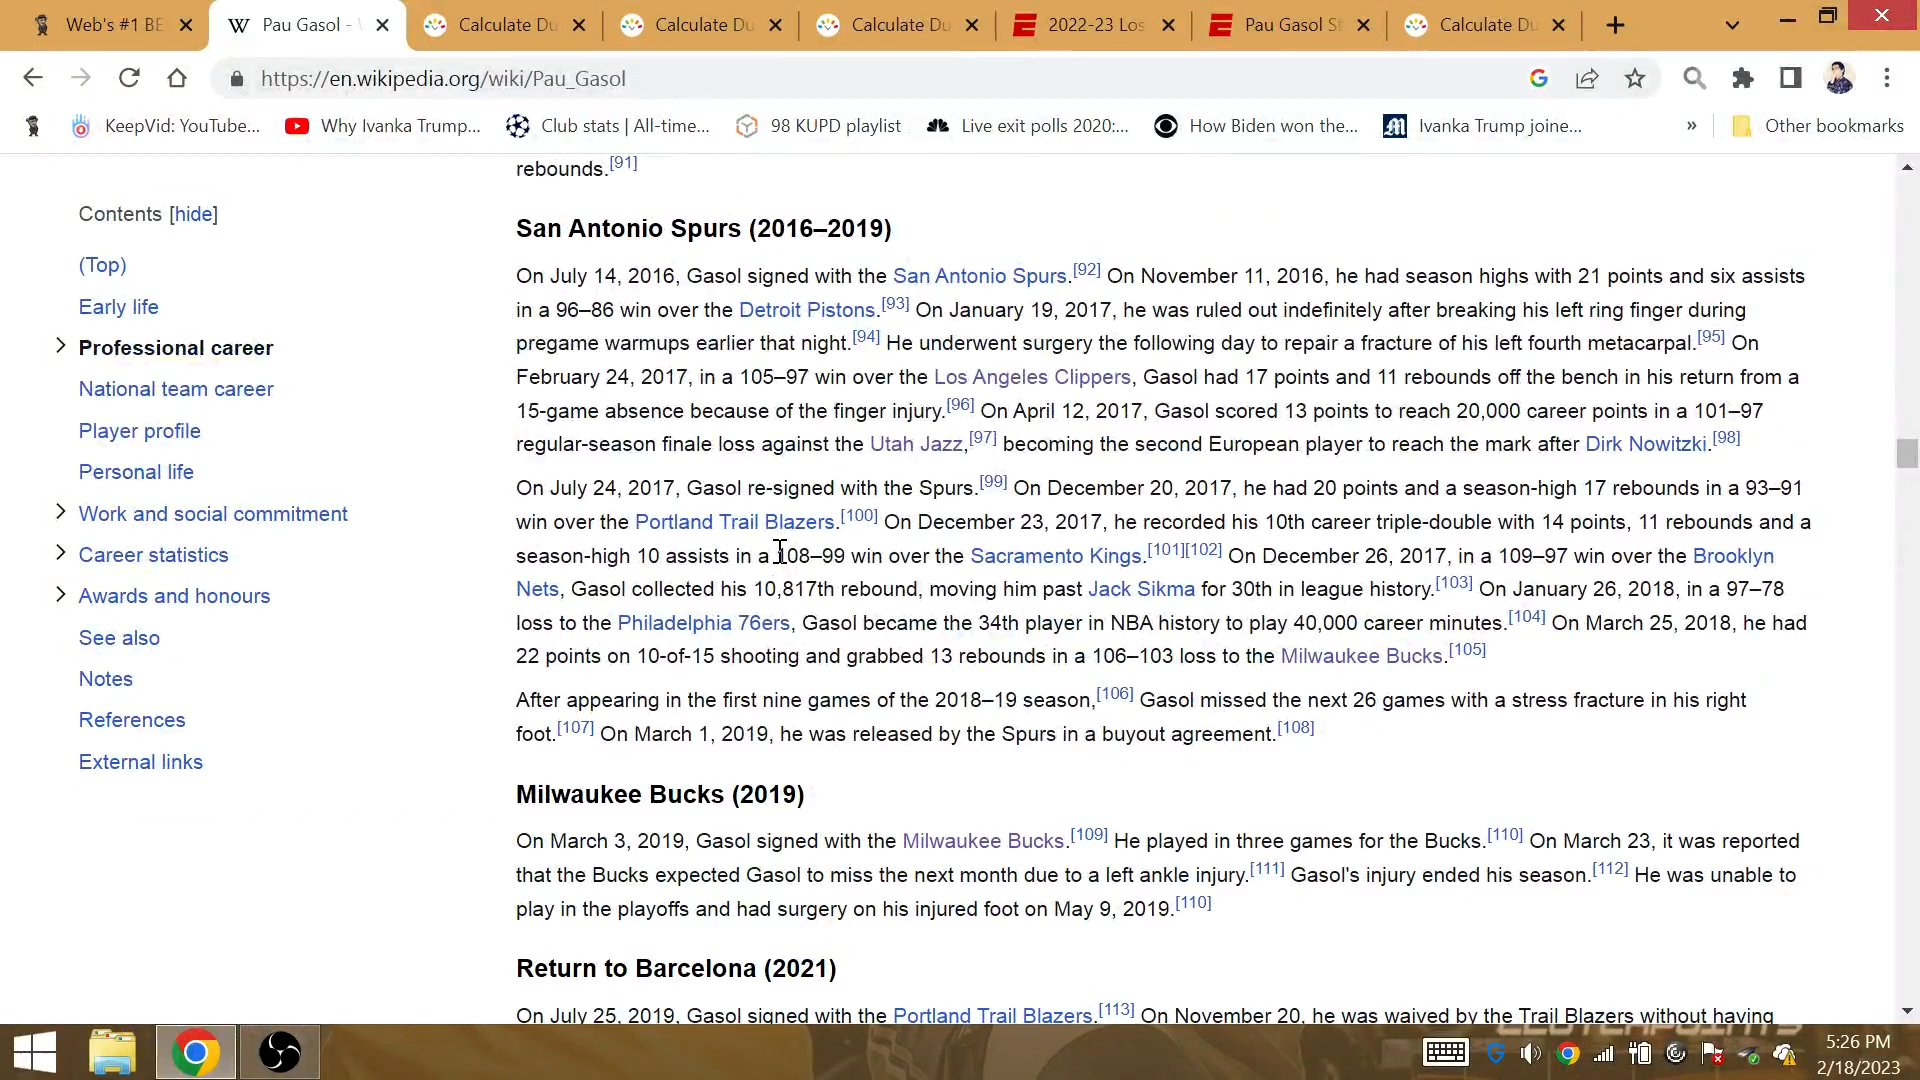 Web's #1 BE
Pau Gasol -
Calculate Du
Calculate Du
Calculate Du
2022-23 Los
Pau Gasol St
Calculate Du
https://en.wikipedia.org/wiki/Pau_Gasol
KeepVid: YouTube...
Why Ivanka Trump...
Club stats | All-time...
98 KUPD playlist
Live exit polls 2020:...
How Biden won the...
Ivanka Trump joine...
»
Other bookmarks
Contents [hide]
(Top)
Early life
Professional career
National team career
Player profile
Personal life
Work and social commitment
Career statistics
Awards and honours
See also
Notes
References
External links
rebounds.[91]
San Antonio Spurs (2016–2019)
On July 14, 2016, Gasol signed with the San Antonio Spurs.[92] On November 11, 2016, he had season highs with 21 points and six assists
in a 96–86 win over the Detroit Pistons.[93] On January 19, 2017, he was ruled out indefinitely after breaking his left ring finger during
pregame warmups earlier that night.[94] He underwent surgery the following day to repair a fracture of his left fourth metacarpal.[95] On
February 24, 2017, in a 105–97 win over the Los Angeles Clippers, Gasol had 17 points and 11 rebounds off the bench in his return from a
15-game absence because of the finger injury.[96] On April 12, 2017, Gasol scored 13 points to reach 20,000 career points in a 101–97
regular-season finale loss against the Utah Jazz,[97] becoming the second European player to reach the mark after Dirk Nowitzki.[98]
On July 24, 2017, Gasol re-signed with the Spurs.[99] On December 20, 2017, he had 20 points and a season-high 17 rebounds in a 93–91
win over the Portland Trail Blazers.[100] On December 23, 2017, he recorded his 10th career triple-double with 14 points, 11 rebounds and a
season-high 10 assists in a 108–99 win over the Sacramento Kings.[101][102] On December 26, 2017, in a 109–97 win over the Brooklyn
Nets, Gasol collected his 10,817th rebound, moving him past Jack Sikma for 30th in league history.[103] On January 26, 2018, in a 97–78
loss to the Philadelphia 76ers, Gasol became the 34th player in NBA history to play 40,000 career minutes.[104] On March 25, 2018, he had
22 points on 10-of-15 shooting and grabbed 13 rebounds in a 106–103 loss to the Milwaukee Bucks.[105]
After appearing in the first nine games of the 2018–19 season,[106] Gasol missed the next 26 games with a stress fracture in his right
foot.[107] On March 1, 2019, he was released by the Spurs in a buyout agreement.[108]
Milwaukee Bucks (2019)
On March 3, 2019, Gasol signed with the Milwaukee Bucks.[109] He played in three games for the Bucks.[110] On March 23, it was reported
that the Bucks expected Gasol to miss the next month due to a left ankle injury.[111] Gasol's injury ended his season.[112] He was unable to
play in the playoffs and had surgery on his injured foot on May 9, 2019.[110]
Return to Barcelona (2021)
On July 25, 2019, Gasol signed with the Portland Trail Blazers.[113] On November 20, he was waived by the Trail Blazers without having
5:26 PM
2/18/2023